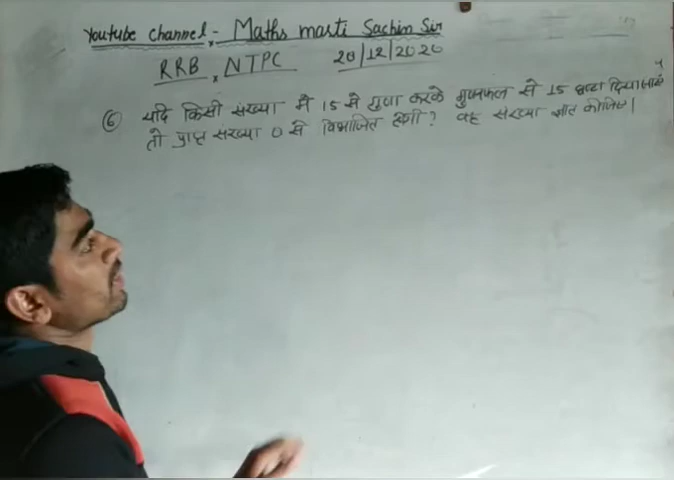 Youtube channel - Maths marti Sachin Sir
RRB, NTPC 20/12/2020
⑥ यदि किसी संख्या में 15 से गुणा करके गुणनफल से 15 घटा दिया जाये
तो प्राप्त संख्या 0 से विभाजित होगी? वह संख्या ज्ञात कीजिए।